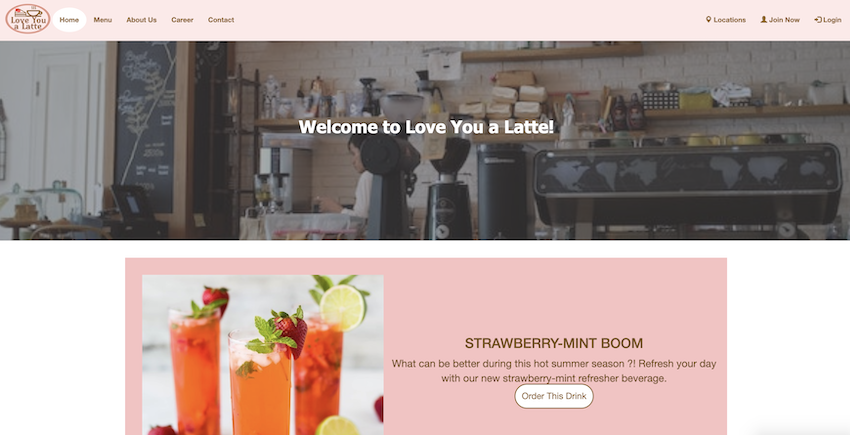 Love You
a Latte
Home
Menu
About Us
Career
Contact
Locations
Join Now
Login
Welcome to Love You a Latte!
STRAWBERRY-MINT BOOM
What can be better during this hot summer season ?! Refresh your day
with our new strawberry-mint refresher beverage.
Order This Drink